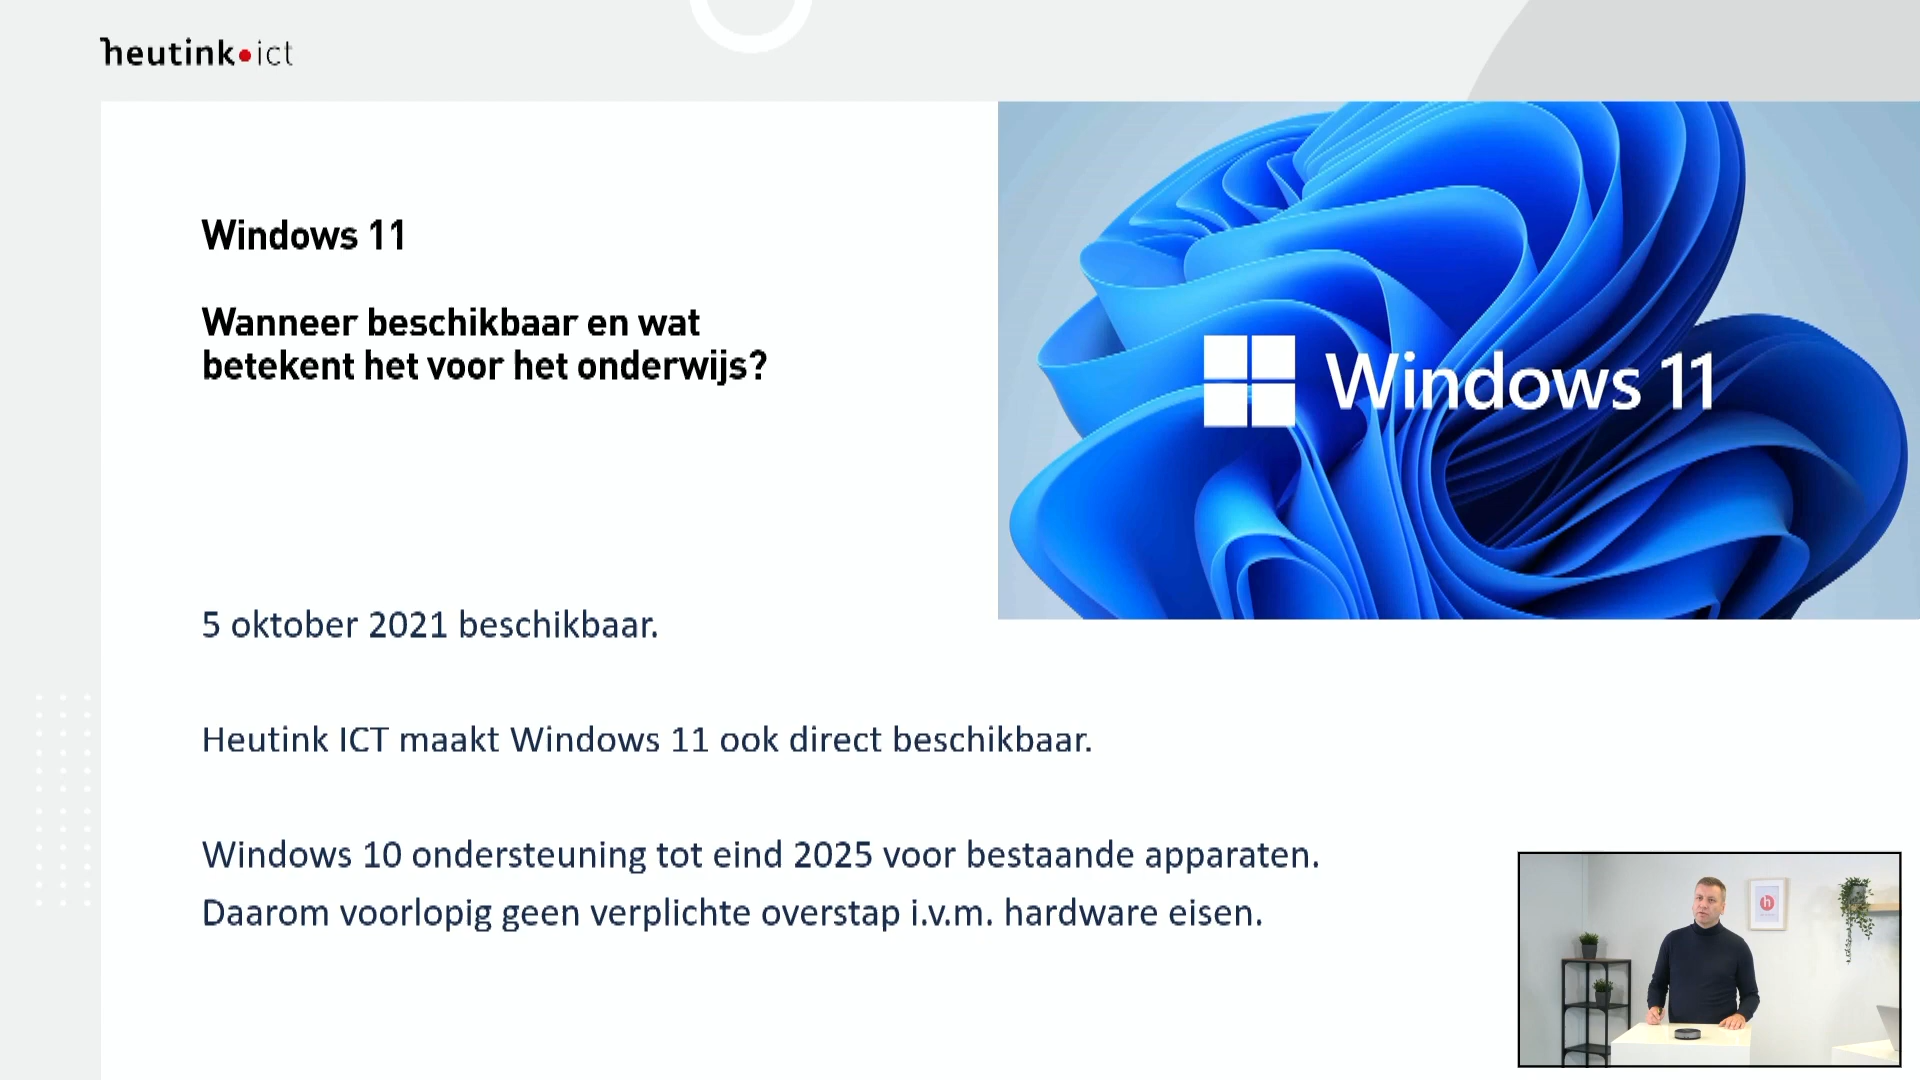 heutink ict
Windows 11
Wanneer beschikbaar en wat
betekent het voor het onderwijs?
Windows 11
5 oktober 2021 beschikbaar.
Heutink ICT maakt Windows 11 ook direct beschikbaar.
Windows 10 ondersteuning tot eind 2025 voor bestaande apparaten.
Daarom voorlopig geen verplichte overstap i.v.m. hardware eisen.
h